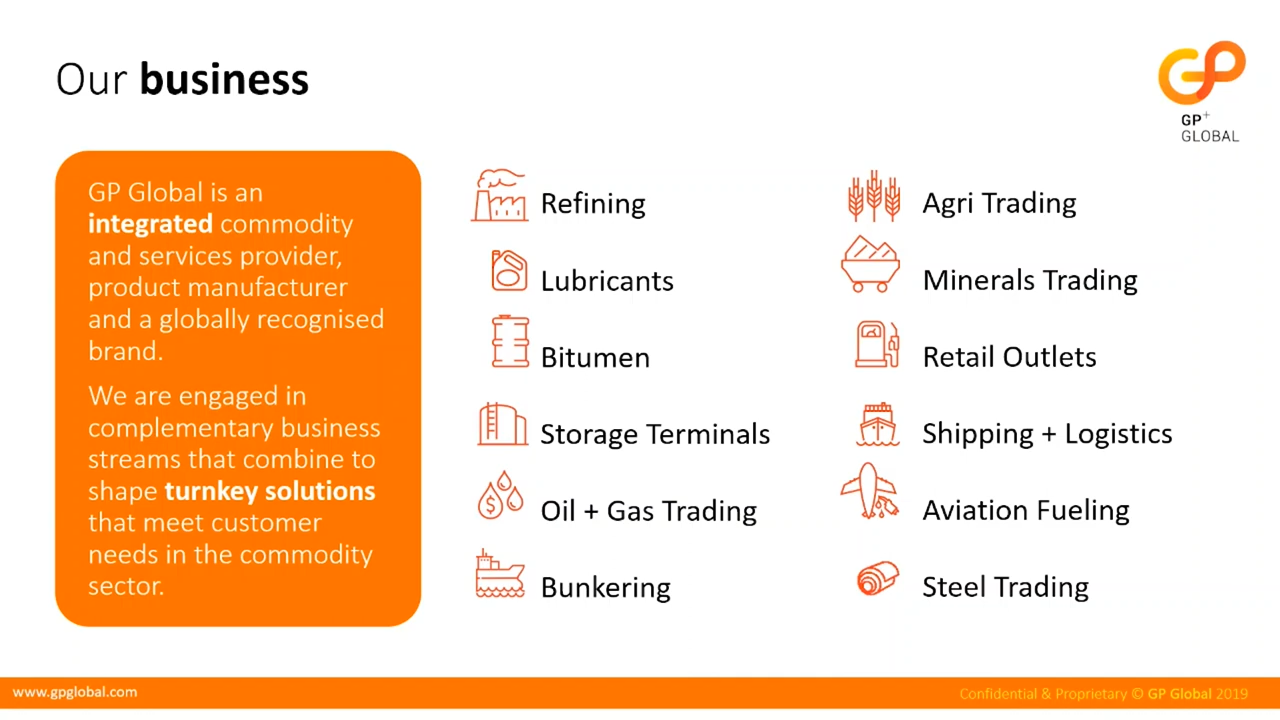 Our business
GP+
GLOBAL
GP Global is an
integrated commodity
and services provider,
product manufacturer
and a globally recognised
brand.
We are engaged in
complementary business
streams that combine to
shape turnkey solutions
that meet customer
needs in the commodity
sector.
Refining
Lubricants
Bitumen
Storage Terminals
Oil + Gas Trading
Bunkering
Agri Trading
Minerals Trading
Retail Outlets
Shipping + Logistics
Aviation Fueling
Steel Trading
www.gpglobal.com
Confidential & Proprietary © GP Global 2019